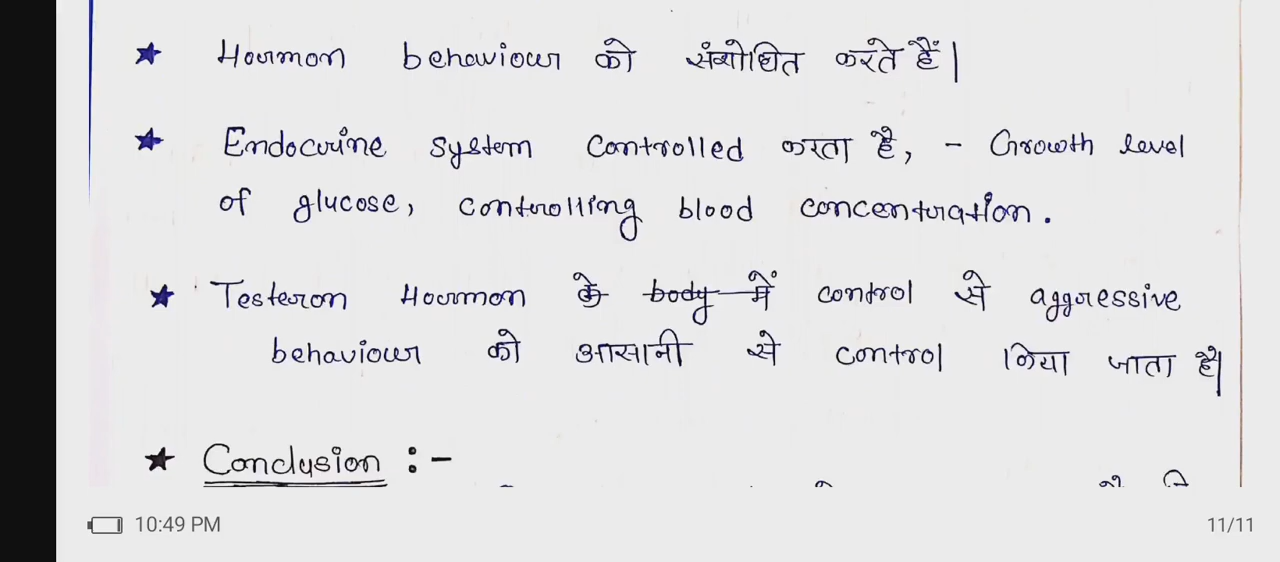 ★ Hormon behaviour को संशोधित करते हैं|
★ Endocrine system controlled करता है, - Growth level
of glucose, controlling blood concentration.
★ Testeron Hormon के body में control से aggressive
behaviour को आसानी से control किया जाता है|
★ Conclusion :-
10:49 PM
11/11